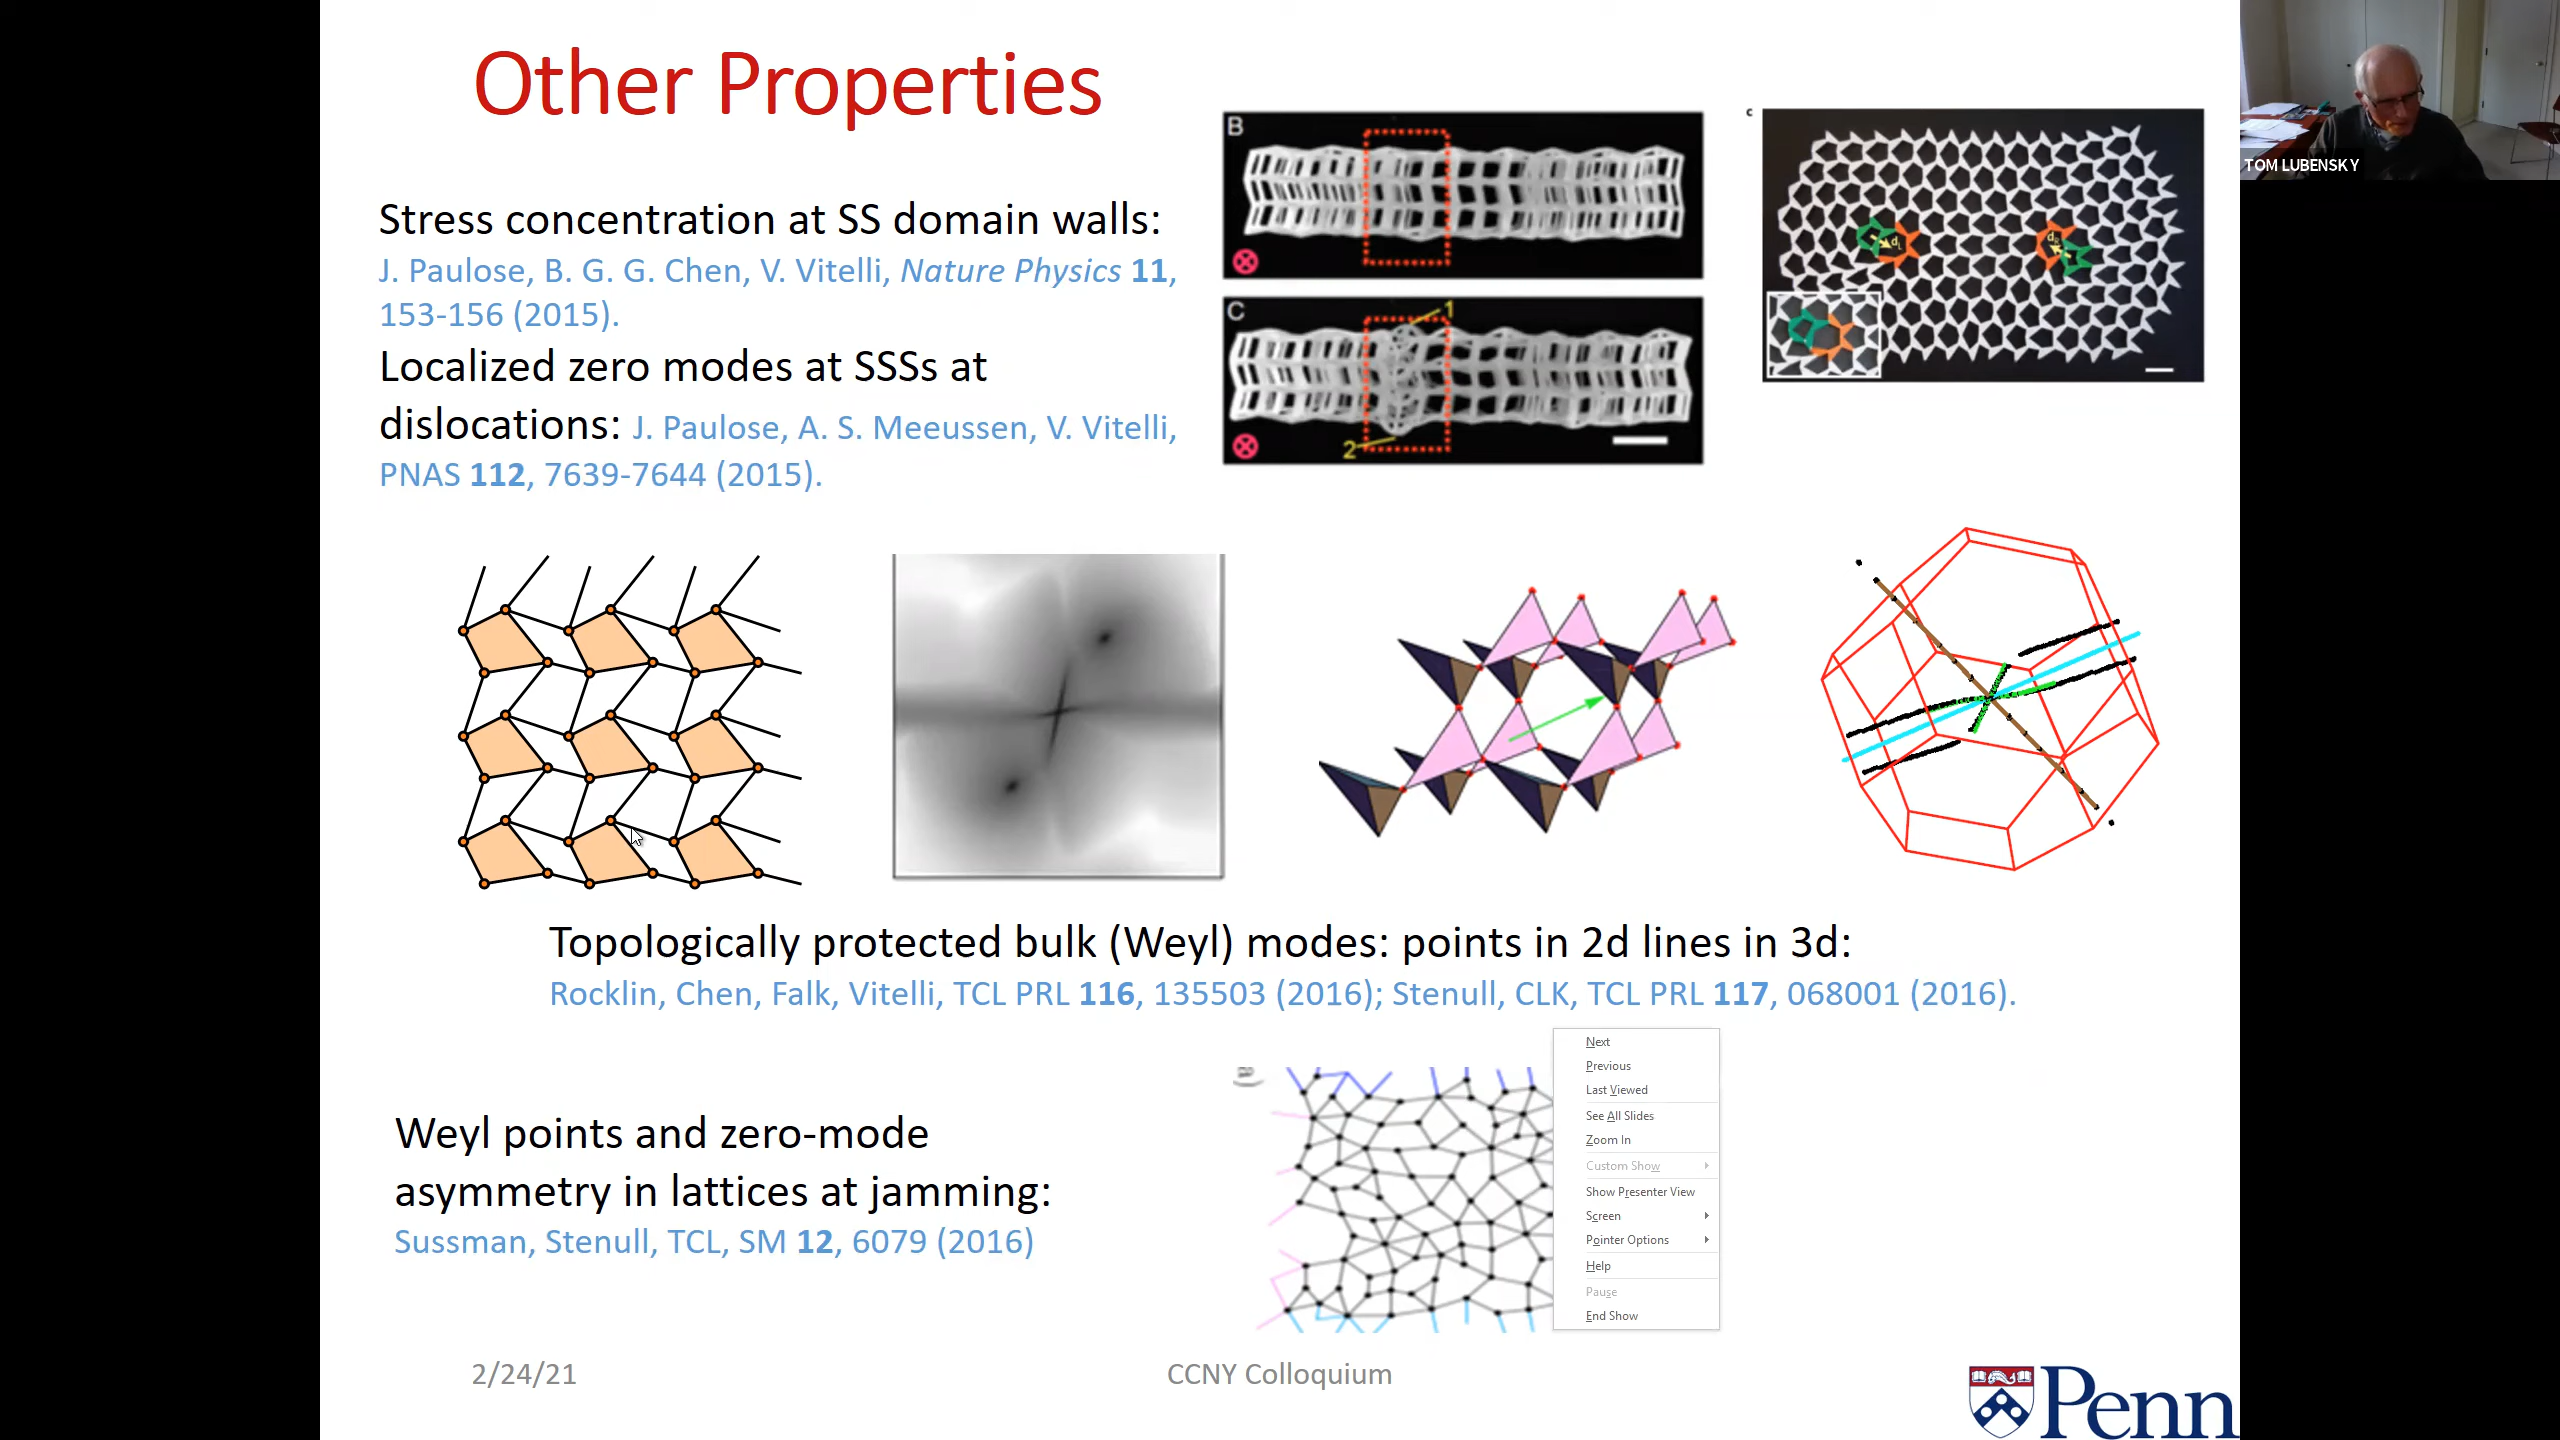 Other Properties
Stress concentration at SS domain walls:
J. Paulose, B. G. G. Chen, V. Vitelli, Nature Physics 11,
153-156 (2015).
Localized zero modes at SSSs at
dislocations: J. Paulose, A. S. Meeussen, V. Vitelli,
PNAS 112, 7639-7644 (2015).
B
C
1
2
c
TOM LUBENSKY
Topologically protected bulk (Weyl) modes: points in 2d lines in 3d:
Rocklin, Chen, Falk, Vitelli, TCL PRL 116, 135503 (2016); Stenull, CLK, TCL PRL 117, 068001 (2016).
Weyl points and zero-mode
asymmetry in lattices at jamming:
Sussman, Stenull, TCL, SM 12, 6079 (2016)
Next
Previous
Last Viewed
See All Slides
Zoom In
Custom Show
Show Presenter View
Screen
Pointer Options
Help
Pause
End Show
2/24/21
CCNY Colloquium
Penn